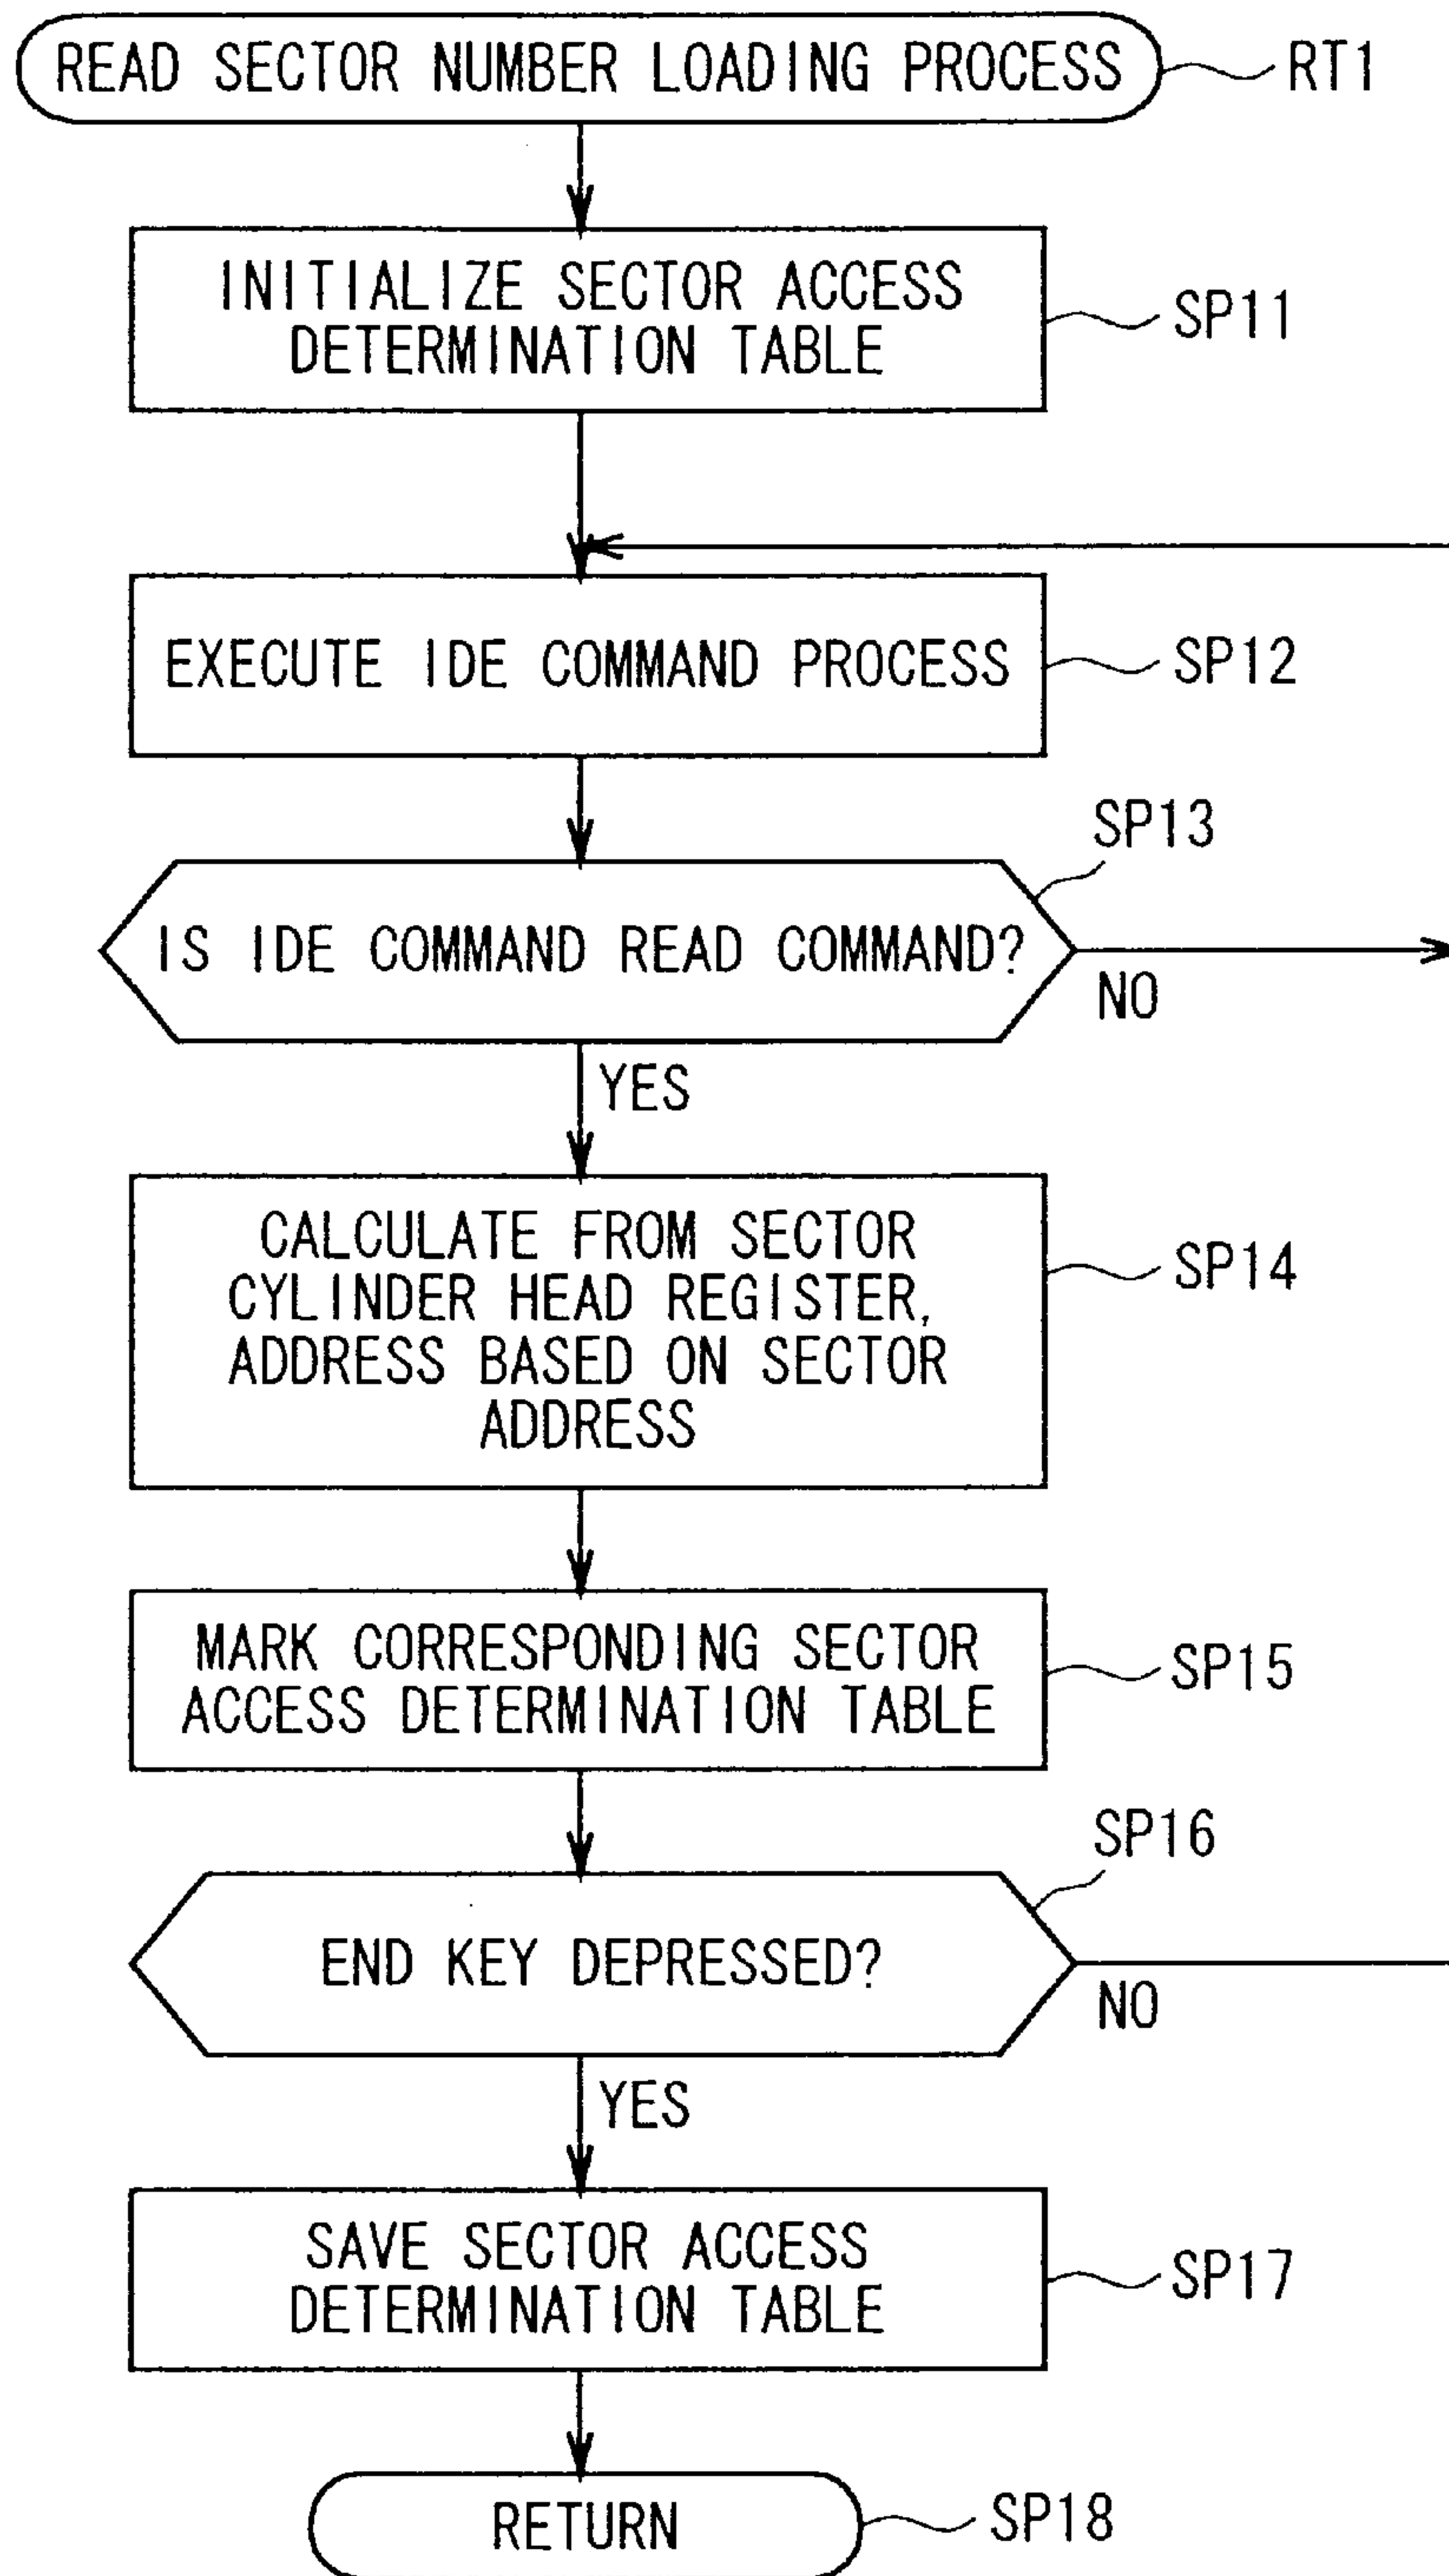 READ SECTOR NUMBER LOADING PROCESS
RT1
INITIALIZE SECTOR ACCESS
DETERMINATION TABLE
SP11
EXECUTE IDE COMMAND PROCESS
SP12
SP13
IS IDE COMMAND READ COMMAND?
NO
YES
CALCULATE FROM SECTOR
CYLINDER HEAD REGISTER,
ADDRESS BASED ON SECTOR
ADDRESS
SP14
MARK CORRESPONDING SECTOR
ACCESS DETERMINATION TABLE
SP15
SP16
END KEY DEPRESSED?
NO
YES
SAVE SECTOR ACCESS
DETERMINATION TABLE
SP17
RETURN
SP18